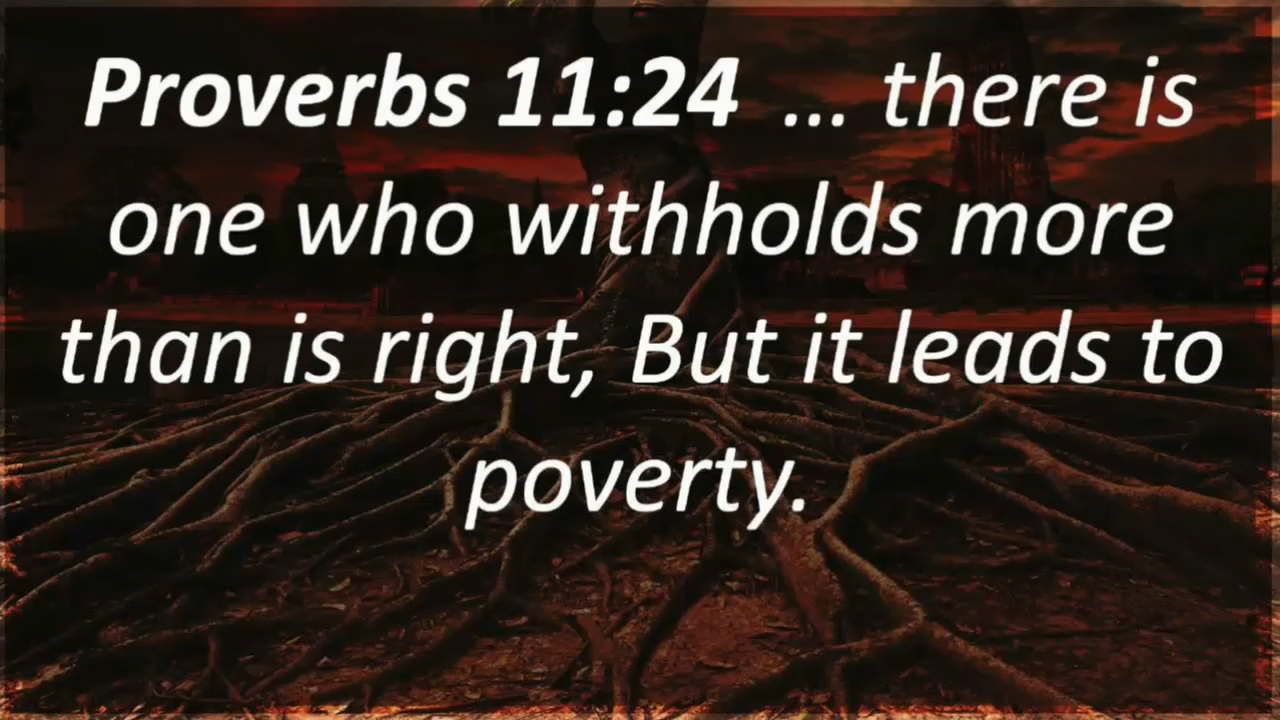 Proverbs 11:24 ... there is
one who withholds more
than is right, But it leads to
poverty.